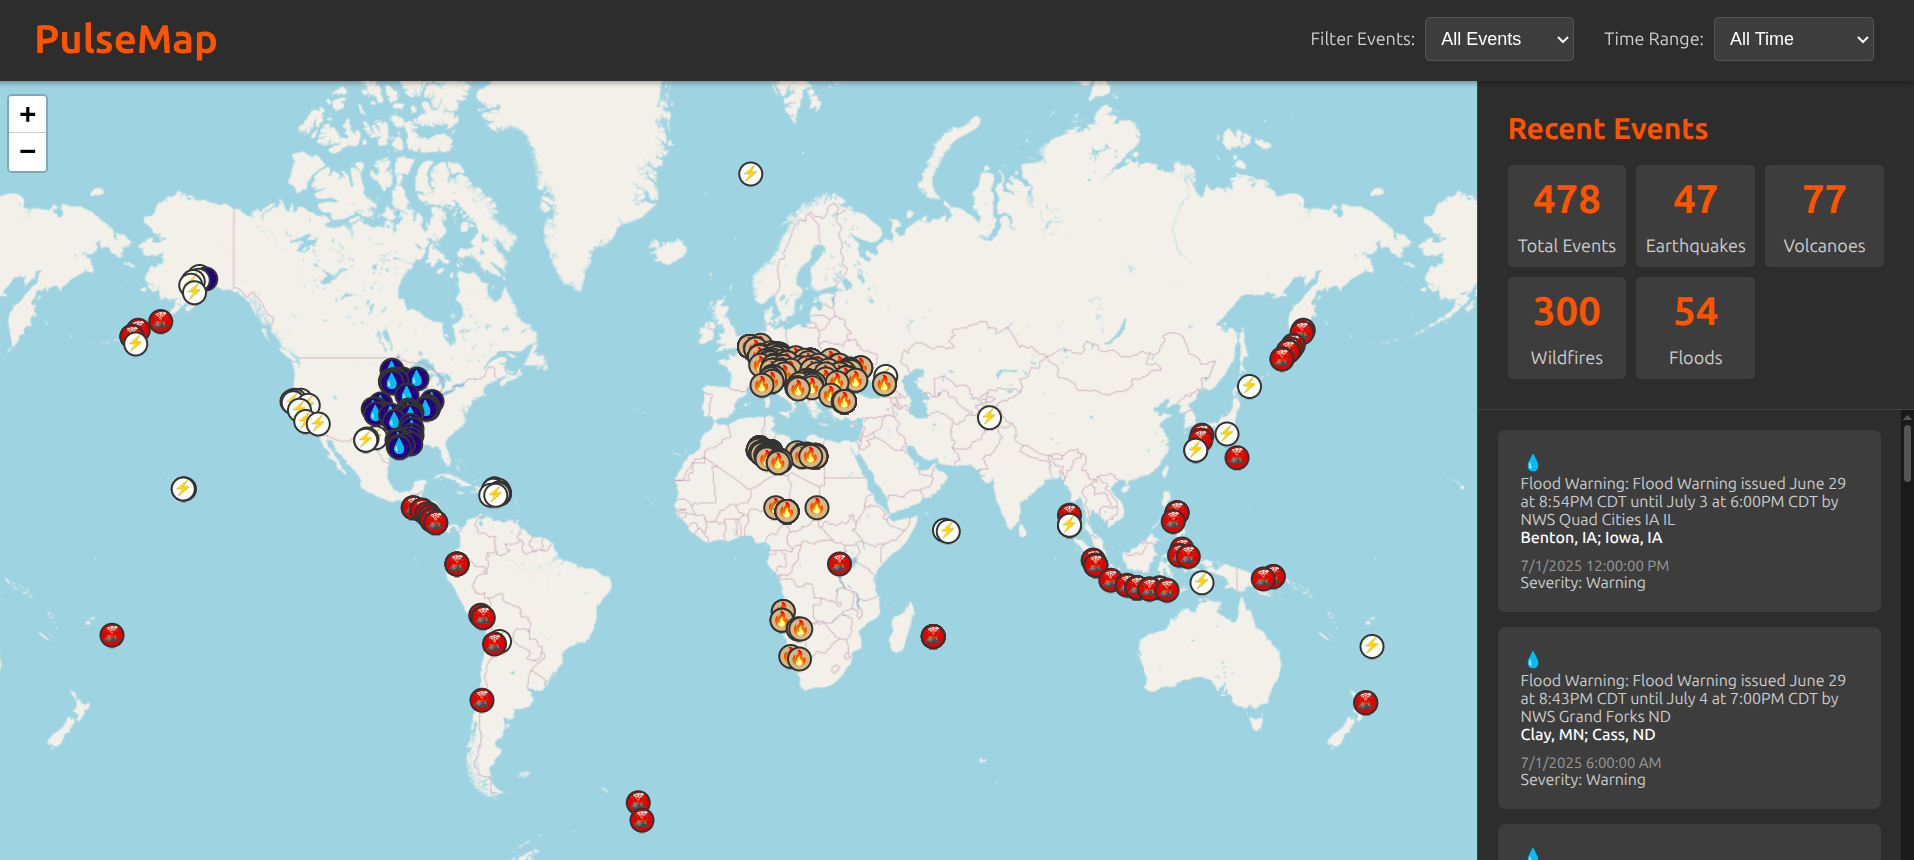 PulseMap
Filter Events: All Events
Time Range: All Time
+
−
Recent Events
478
Total Events
47
Earthquakes
77
Volcanoes
300
Wildfires
54
Floods
Flood Warning: Flood Warning issued June 29
at 8:54PM CDT until July 3 at 6:00PM CDT by
NWS Quad Cities IA IL
Benton, IA; Iowa, IA
7/1/2025 12:00:00 PM
Severity: Warning
Flood Warning: Flood Warning issued June 29
at 8:43PM CDT until July 4 at 7:00PM CDT by
NWS Grand Forks ND
Clay, MN; Cass, ND
7/1/2025 6:00:00 AM
Severity: Warning